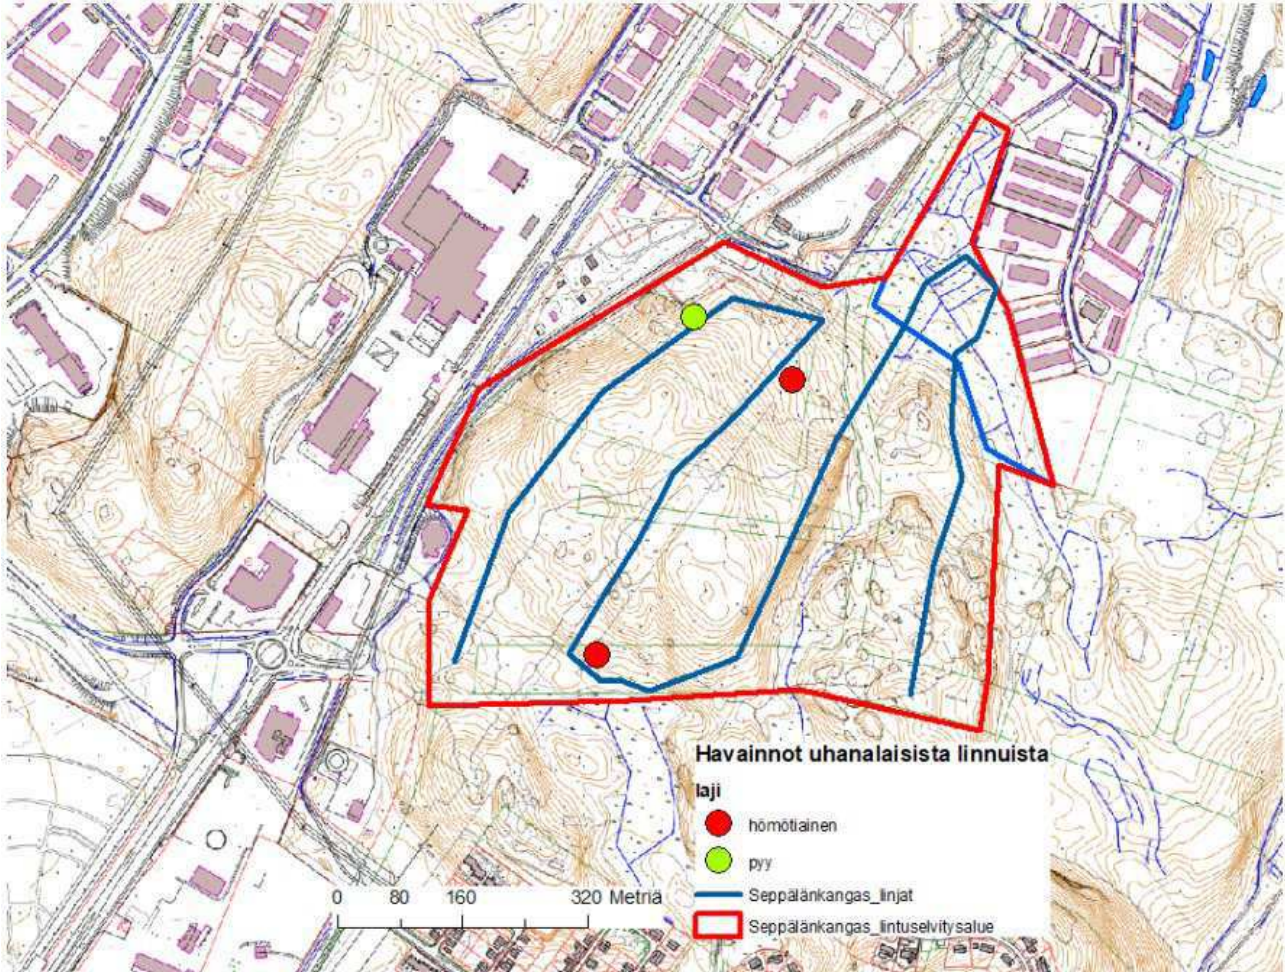 Havainnot uhanalaisista linnuista
laji
hömötiainen
pyy
Seppälänkangas_linjat
Seppälänkangas_lintuselvitysalue
0 80 160 320 Metriä